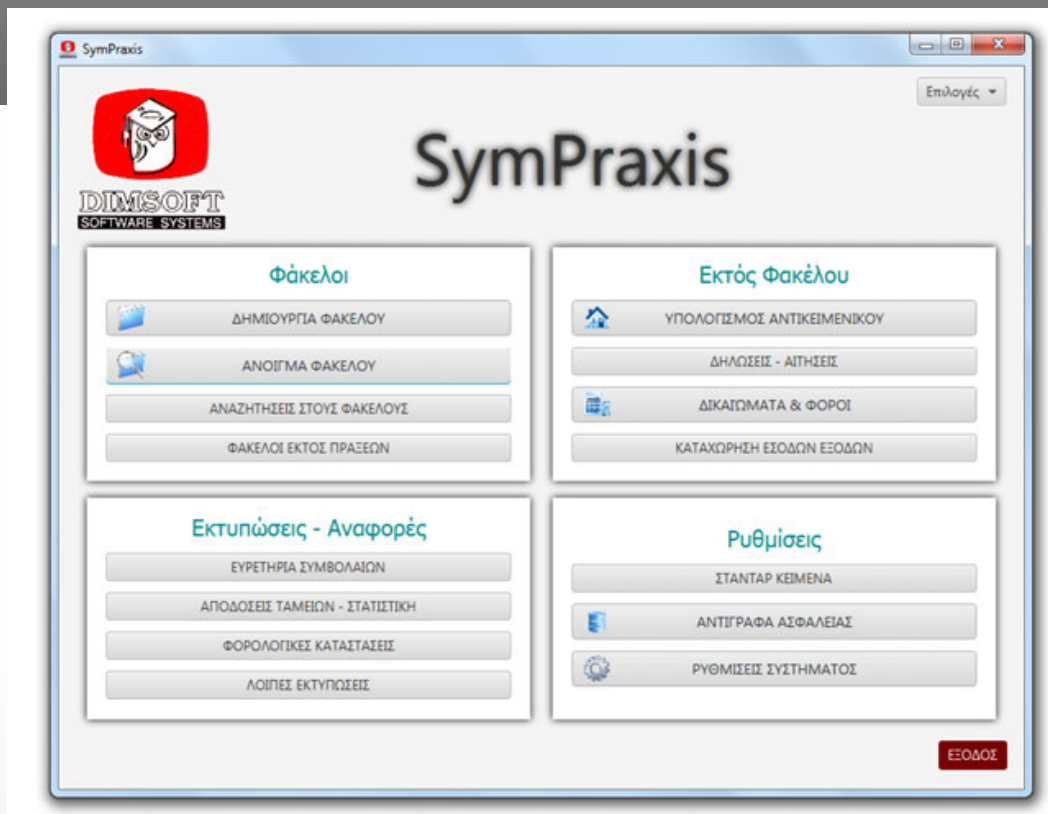 SymPraxis
Επιλογές
SymPraxis
DIMSOFT
SOFTWARE SYSTEMS
Φάκελοι
ΔΗΜΙΟΥΡΓΙΑ ΦΑΚΕΛΟΥ
ΑΝΟΙΓΜΑ ΦΑΚΕΛΟΥ
ΑΝΑΖΗΤΗΣΕΙΣ ΣΤΟΥΣ ΦΑΚΕΛΟΥΣ
ΦΑΚΕΛΟΙ ΕΚΤΟΣ ΠΡΑΞΕΩΝ
Εκτός Φακέλου
ΥΠΟΛΟΓΙΣΜΟΣ ΑΝΤΙΚΕΙΜΕΝΙΚΟΥ
ΔΗΛΩΣΕΙΣ - ΑΙΤΗΣΕΙΣ
ΔΙΚΑΙΩΜΑΤΑ & ΦΟΡΟΙ
ΚΑΤΑΧΩΡΗΣΗ ΕΣΟΔΩΝ ΕΞΟΔΩΝ
Εκτυπώσεις - Αναφορές
ΕΥΡΕΤΗΡΙΑ ΣΥΜΒΟΛΑΙΩΝ
ΑΠΟΔΟΣΕΙΣ ΤΑΜΕΙΩΝ - ΣΤΑΤΙΣΤΙΚΗ
ΦΟΡΟΛΟΓΙΚΕΣ ΚΑΤΑΣΤΑΣΕΙΣ
ΛΟΙΠΕΣ ΕΚΤΥΠΩΣΕΙΣ
Ρυθμίσεις
ΣΤΑΝΤΑΡ ΚΕΙΜΕΝΑ
ΑΝΤΙΓΡΑΦΑ ΑΣΦΑΛΕΙΑΣ
ΡΥΘΜΙΣΕΙΣ ΣΥΣΤΗΜΑΤΟΣ
ΕΞΟΔΟΣ